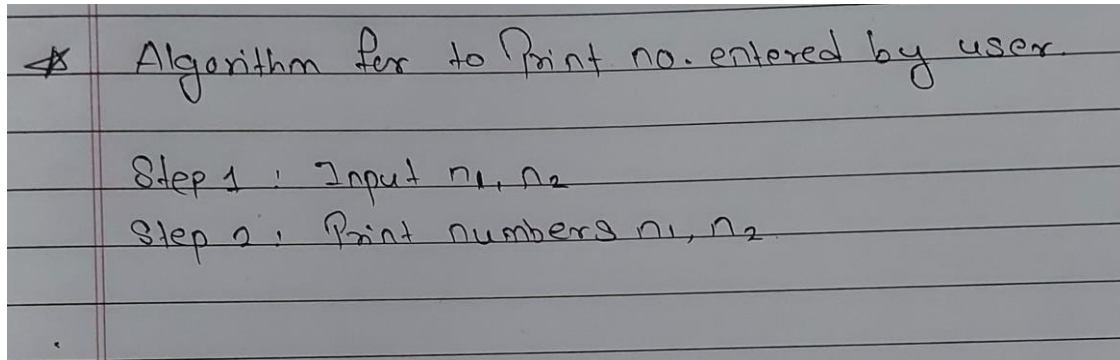 * Algorithm for to Print no. entered by user.
Step 1 : Input n1, n2
Step 2 : Print numbers n1, n2